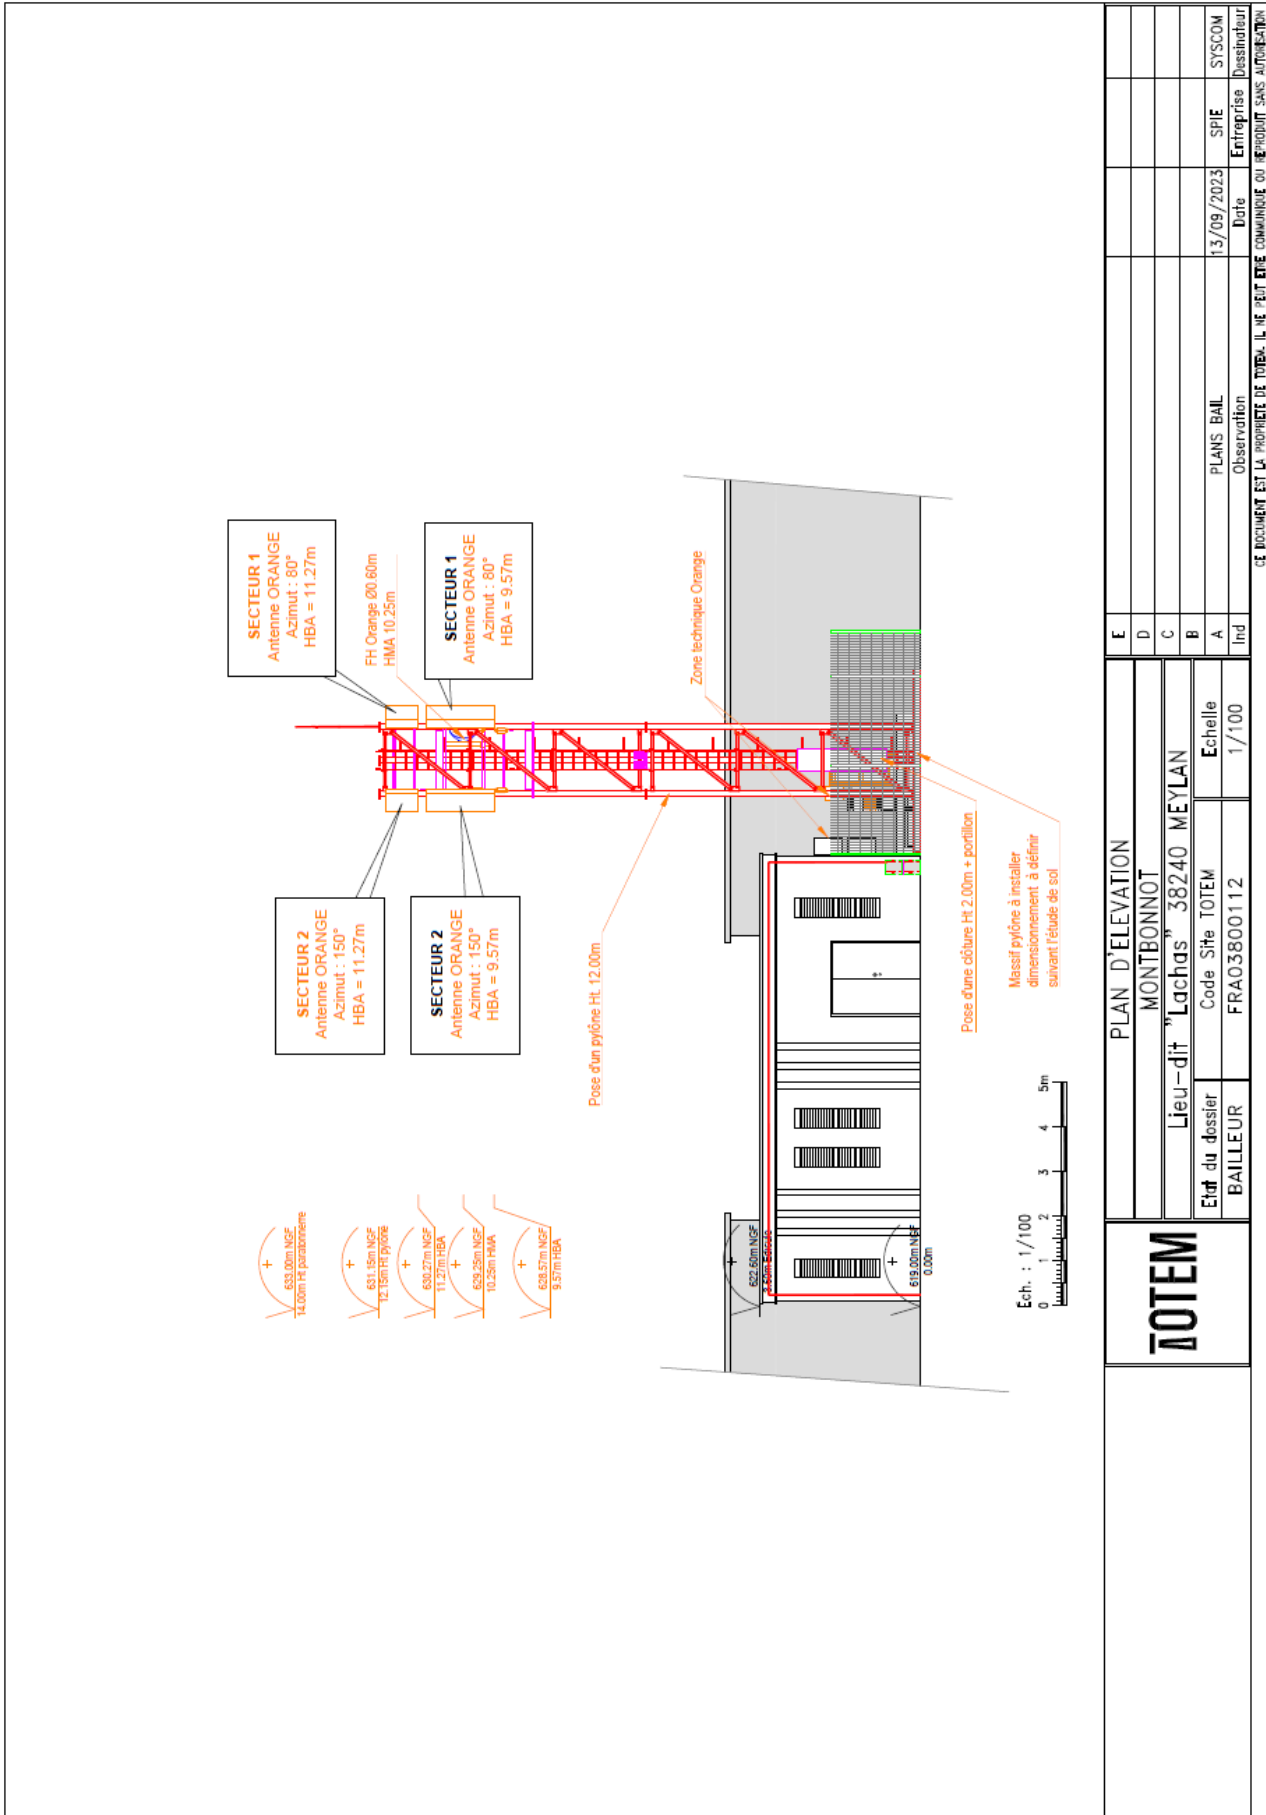 SECTEUR 2
Antenne ORANGE
Azimut : 150°
HBA = 11.27m
SECTEUR 1
Antenne ORANGE
Azimut : 80°
HBA = 11.27m
FH Orange Ø0.60m
HMA 10.25m
SECTEUR 2
Antenne ORANGE
Azimut : 150°
HBA = 9.57m
SECTEUR 1
Antenne ORANGE
Azimut : 80°
HBA = 9.57m
633.00m NGF
14.00m Ht paratonnerre
631.15m NGF
12.15m Ht pylône
630.27m NGF
11.27m HBA
629.25m NGF
10.25m HMA
628.57m NGF
9.57m HBA
Pose d'un pylône Ht. 12.00m
Zone technique Orange
622.60m NGF
619.00m NGF
0.00m
Pose d'une clôture Ht 2.00m + portillon
Massif pylône à installer
dimensionnement à définir
suivant l'étude de sol
Ech. : 1/100
0 1 2 3 4 5m
TOTEM
PLAN D'ELEVATION
MONTBONNOT
Lieu-dit "Lachas" 38240 MEYLAN
Etat du dossier
BAILLEUR
Code Site TOTEM
FRA03800112
Echelle
1/100
E
D
C
B
A PLANS BAIL 13/09/2023 SPIE SYSCOM
Ind Observation Date Entreprise Dessinateur
CE DOCUMENT EST LA PROPRIETE DE TOTEM. IL NE PEUT ETRE COMMUNIQUE OU REPRODUIT SANS AUTORISATION